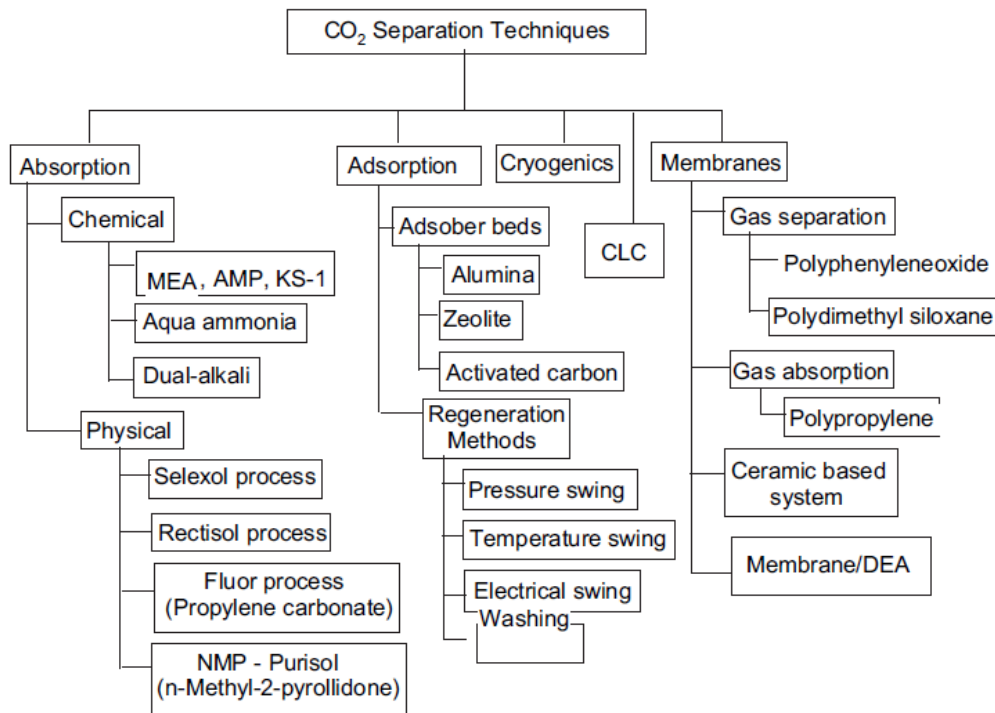 CO₂ Separation Techniques
Absorption
Chemical
MEA, AMP, KS-1
Aqua ammonia
Dual-alkali
Physical
Selexol process
Rectisol process
Fluor process
(Propylene carbonate)
NMP - Purisol
(n-Methyl-2-pyrollidone)
Adsorption
Adsober beds
Alumina
Zeolite
Activated carbon
Regeneration
Methods
Pressure swing
Temperature swing
Electrical swing
Washing
Cryogenics
CLC
Membranes
Gas separation
Polyphenyleneoxide
Polydimethyl siloxane
Gas absorption
Polypropylene
Ceramic based
system
Membrane/DEA